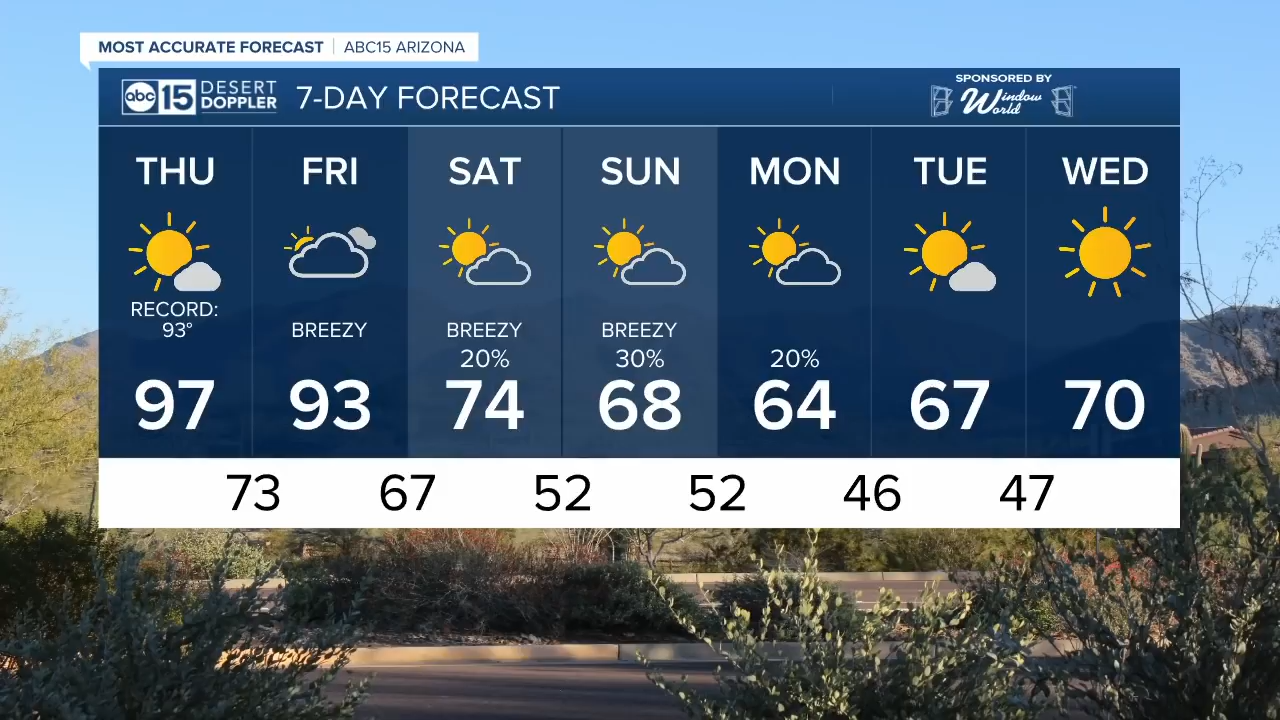 MOST ACCURATE FORECAST | ABC15 ARIZONA
abc 15 DESERT DOPPLER 7-DAY FORECAST
SPONSORED BY
Window World
THU FRI SAT SUN MON TUE WED
RECORD:
93°
BREEZY BREEZY BREEZY
20% 30% 20%
97 93 74 68 64 67 70
73 67 52 52 46 47